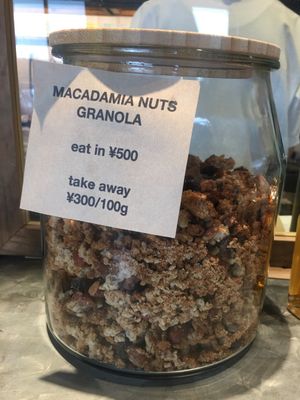 MACADAMIA NUTS
GRANOLA
eat in ¥500
take away
¥300/100g